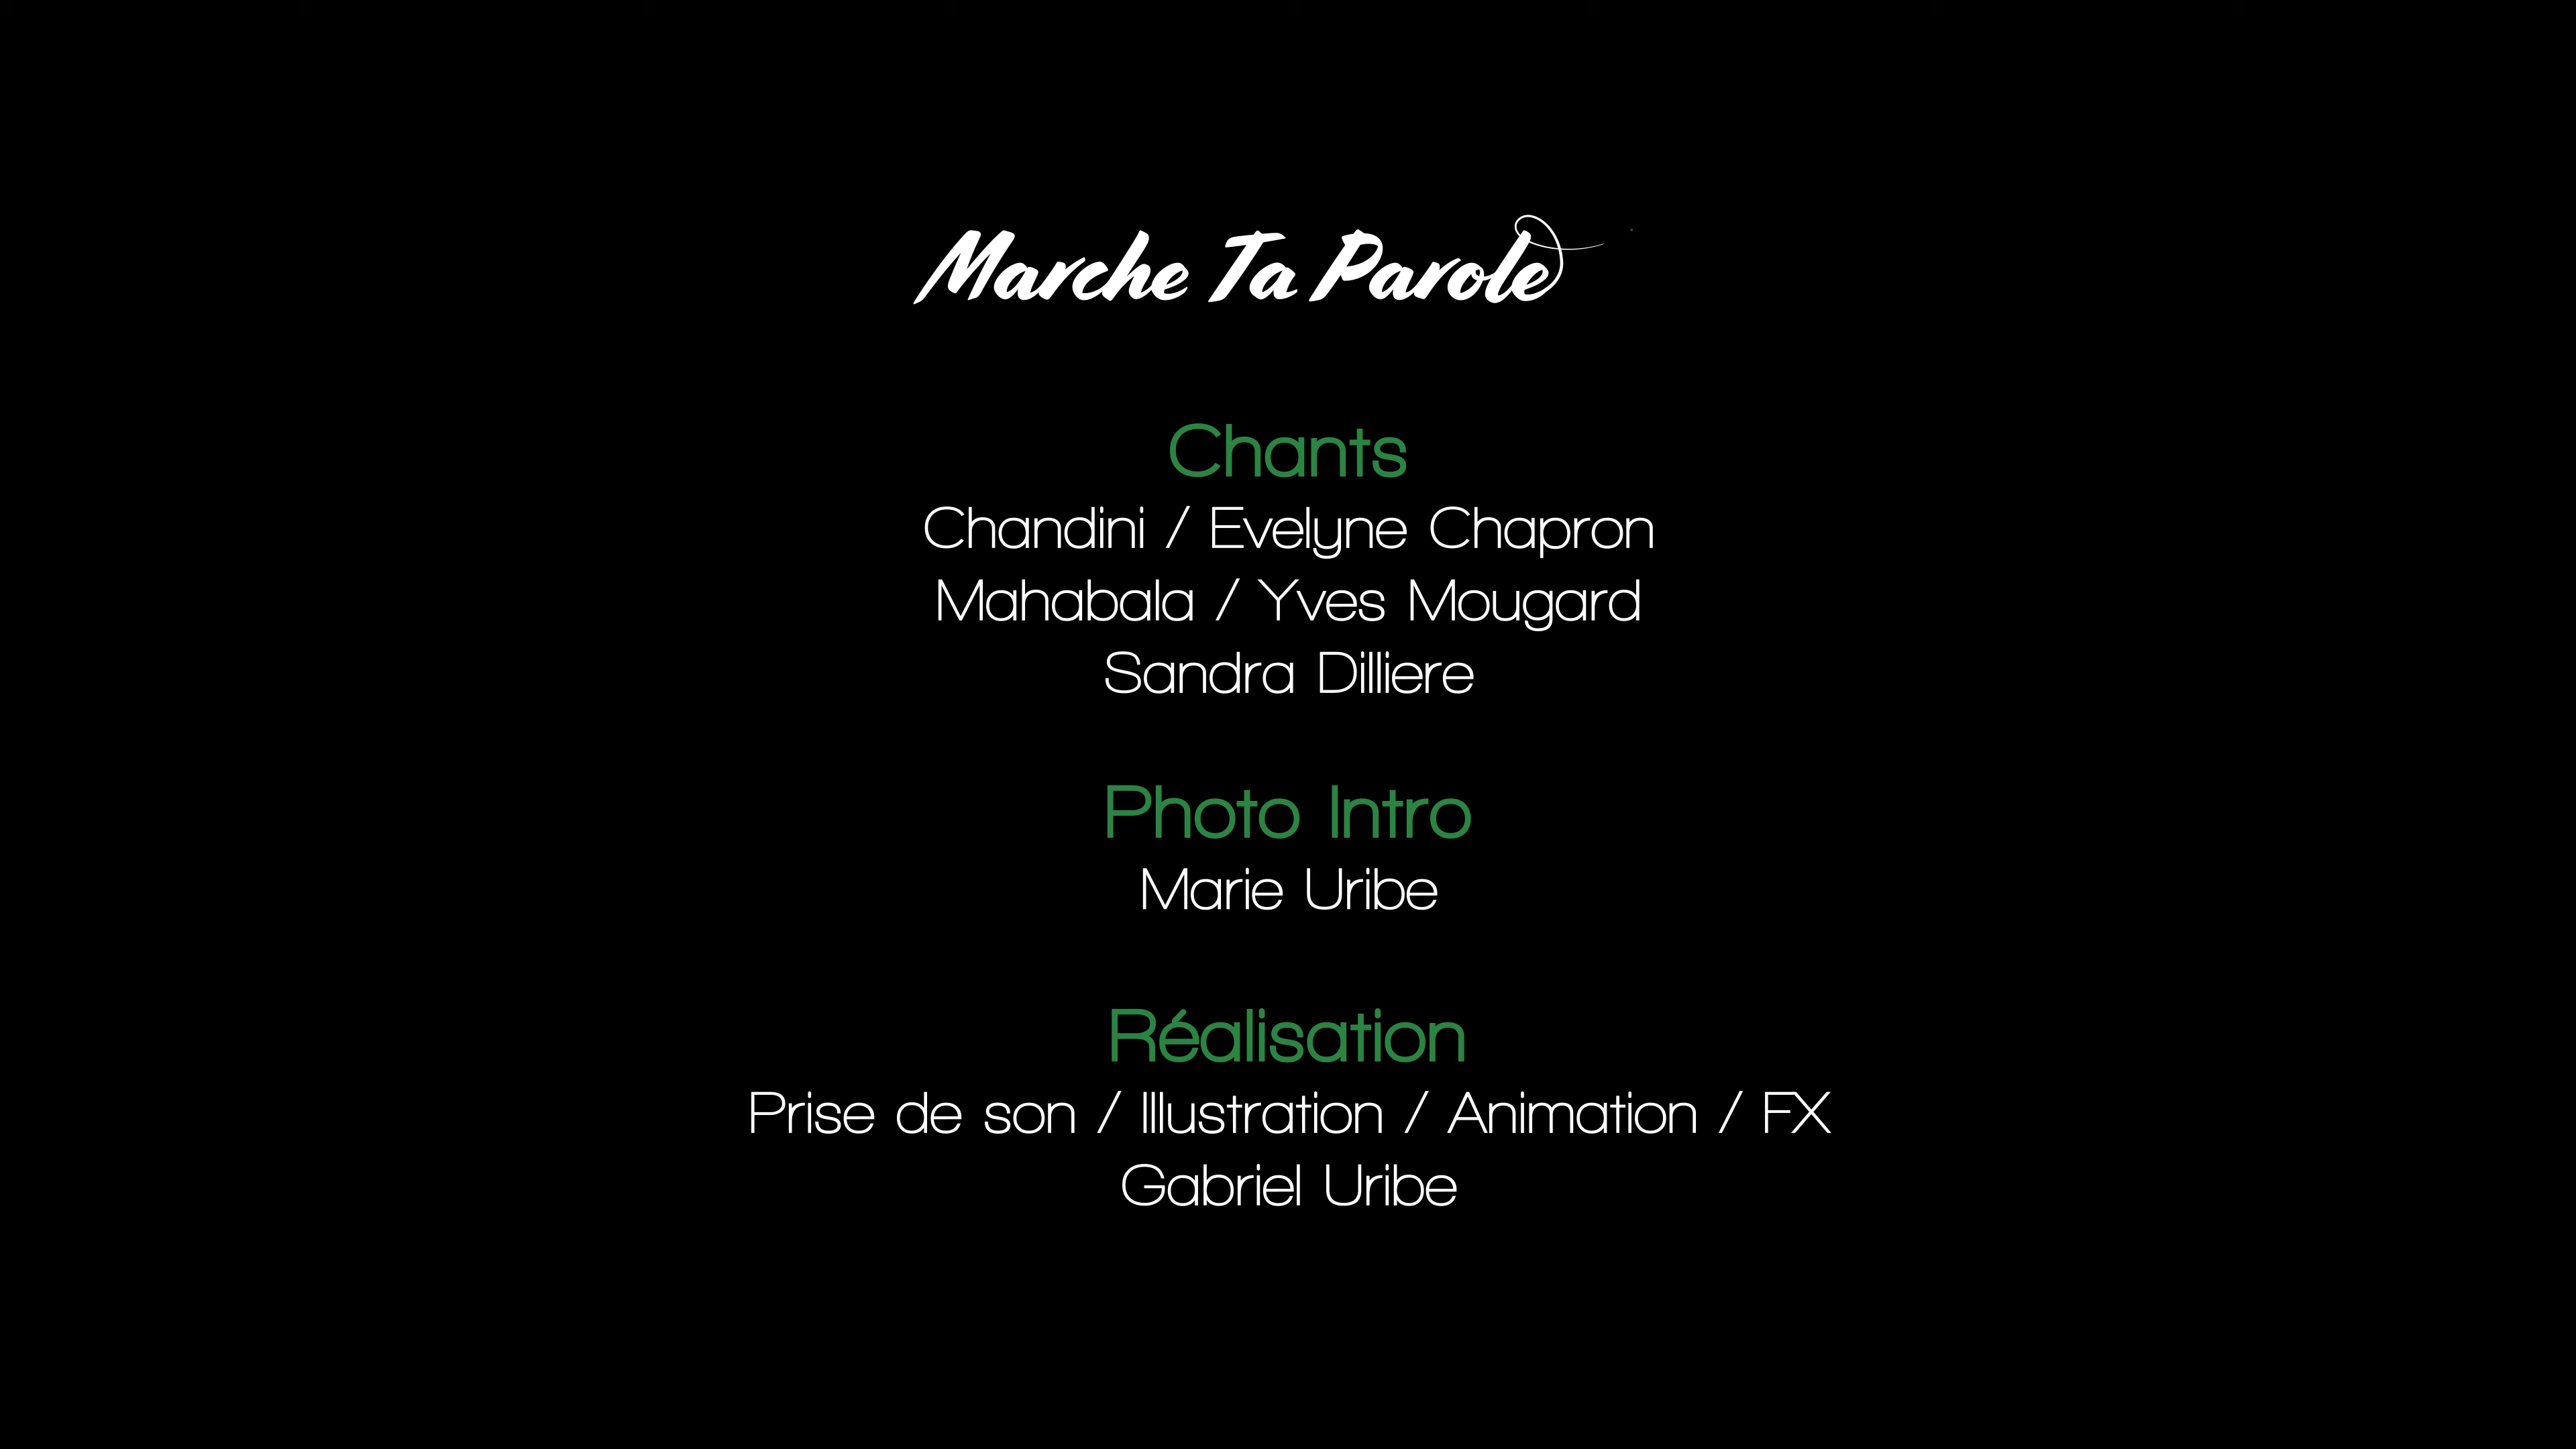 Marche Ta Parole
Chants
Chandini / Evelyne Chapron
Mahabala / Yves Mougard
Sandra Dilliere
Photo Intro
Marie Uribe
Réalisation
Prise de son / Illustration / Animation / FX
Gabriel Uribe